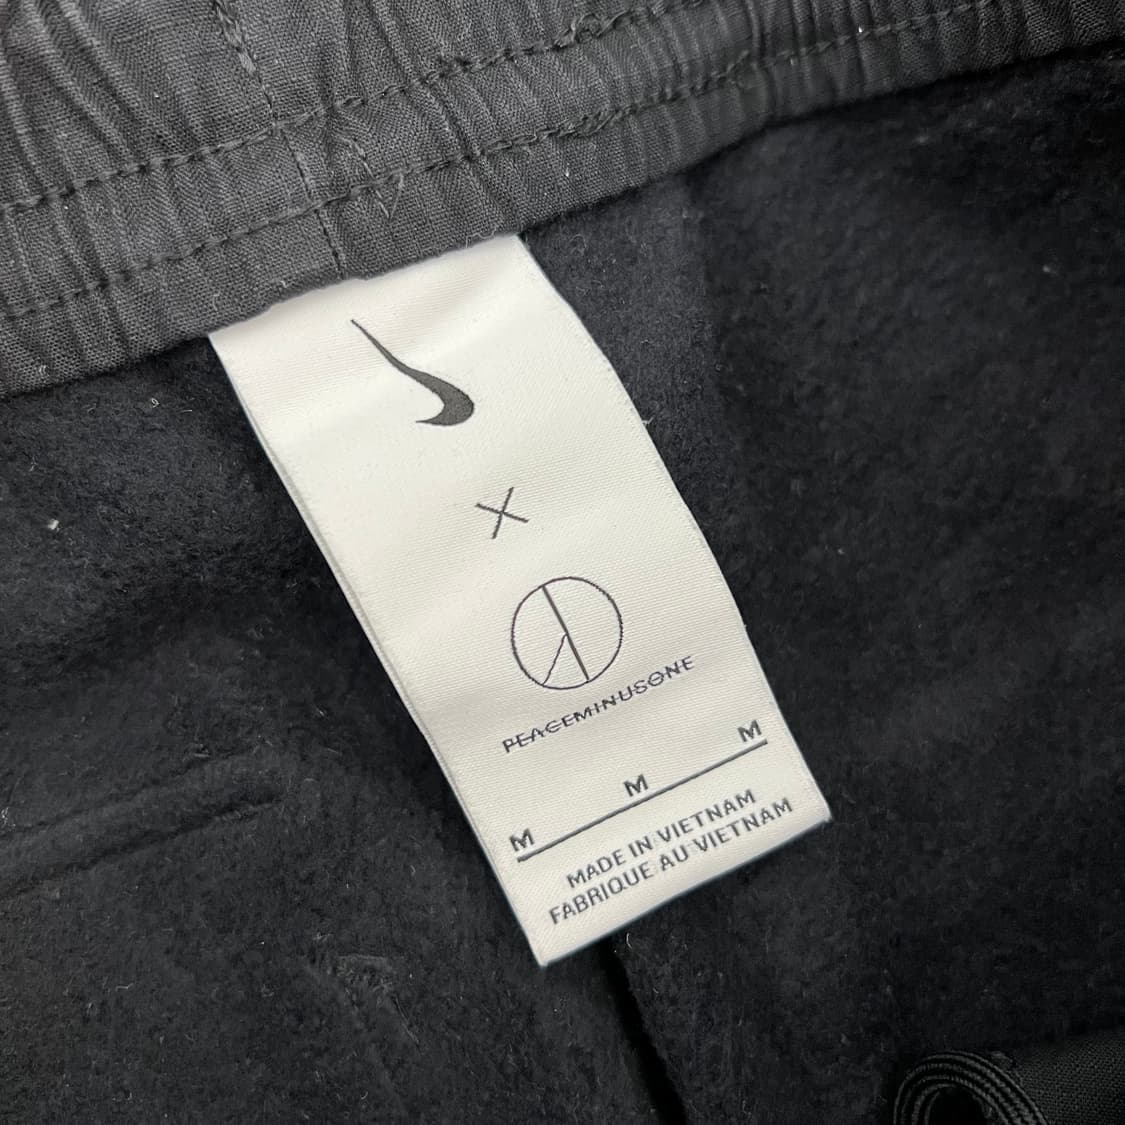 X
PEACEMINUSONE
M M M
MADE IN VIETNAM
FABRIQUE AU VIETNAM